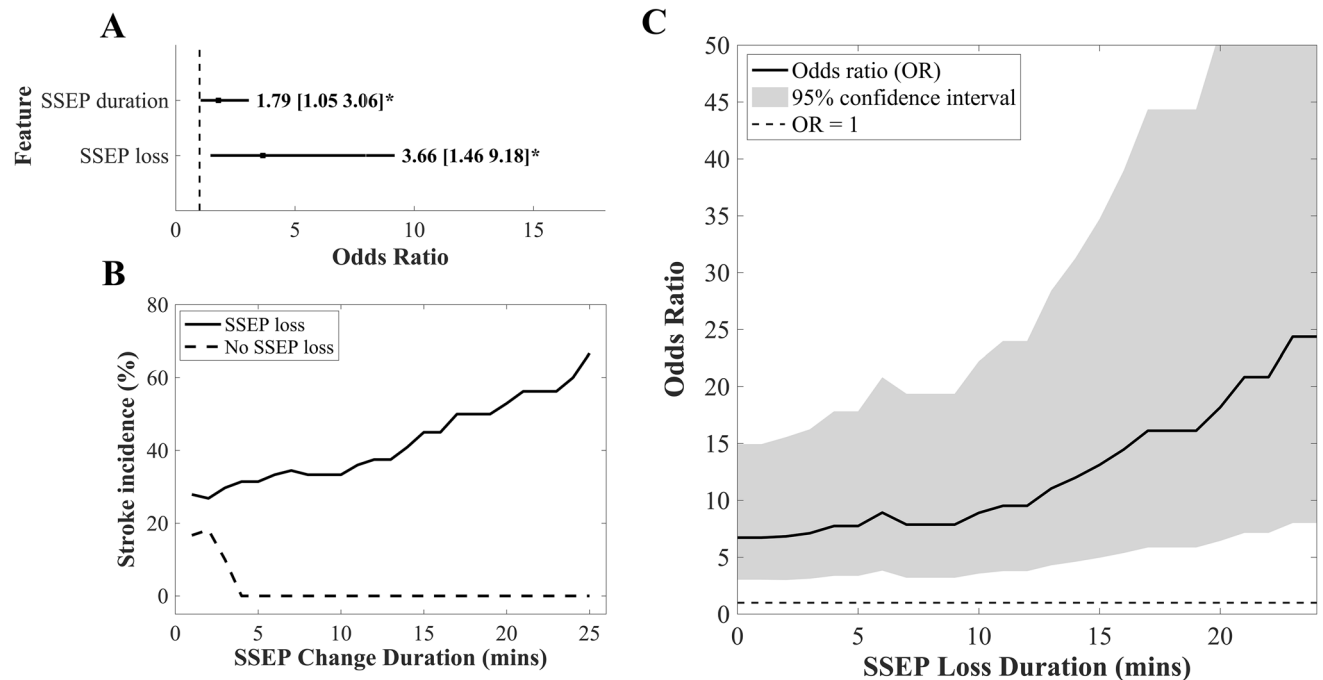 A
Feature
SSEP duration
SSEP loss
1.79 [1.05 3.06]*
3.66 [1.46 9.18]*
0 5 10 15
Odds Ratio
B
Stroke incidence (%)
80
60
40
20
0
SSEP loss
No SSEP loss
0 5 10 15 20 25
SSEP Change Duration (mins)
C
Odds Ratio
50
45
40
35
30
25
20
15
10
5
0
Odds ratio (OR)
95% confidence interval
OR = 1
0 5 10 15 20
SSEP Loss Duration (mins)